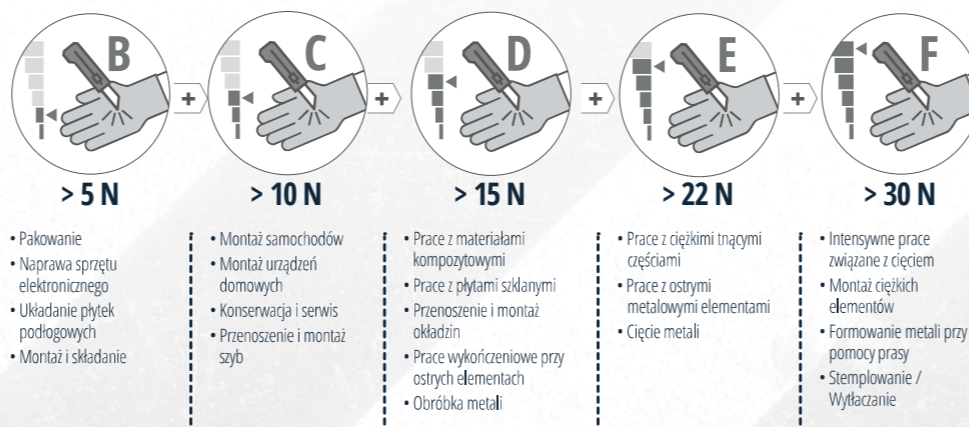 B
+
C
+
D
+
E
+
F
> 5 N
> 10 N
> 15 N
> 22 N
> 30 N
• Pakowanie
• Naprawa sprzętu
elektronicznego
• Układanie płytek
podłogowych
• Montaż i składanie
• Montaż samochodów
• Montaż urządzeń
domowych
• Konserwacja i serwis
• Przenoszenie i montaż
szyb
• Prace z materiałami
kompozytowymi
• Prace z płytami szklanymi
• Przenoszenie i montaż
okładzin
• Prace wykończeniowe przy
ostrych elementach
• Obróbka metali
• Prace z ciężkimi tnącymi
częściami
• Prace z ostrymi
metalowymi elementami
• Cięcie metali
• Intensywne prace
związane z cięciem
• Montaż ciężkich
elementów
• Formowanie metali przy
pomocy prasy
• Stemplowanie /
Wytłaczanie